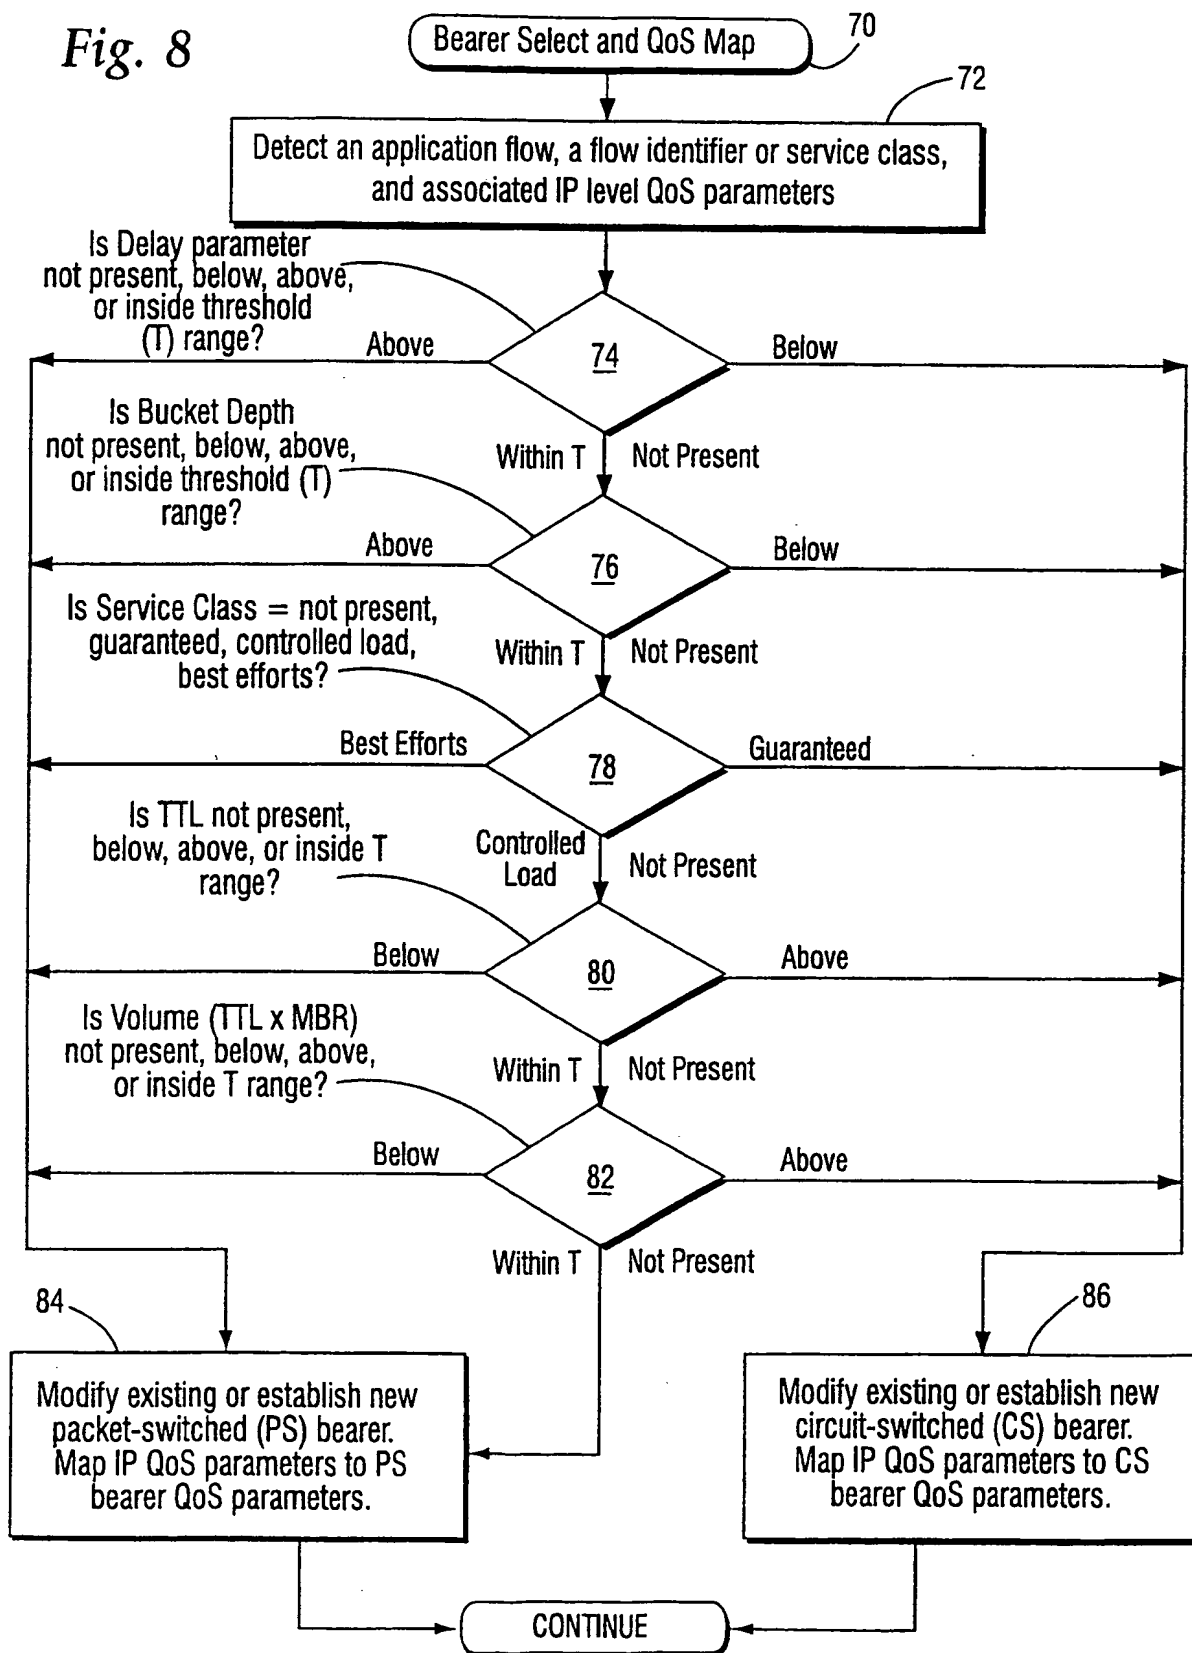 Fig. 8
Bearer Select and QoS Map
70
72
Detect an application flow, a flow identifier or service class,
and associated IP level QoS parameters
Is Delay parameter
not present, below, above,
or inside threshold
(T) range?
Above
74
Below
Within T
Not Present
Is Bucket Depth
not present, below, above,
or inside threshold (T)
range?
Above
76
Below
Within T
Not Present
Is Service Class = not present,
guaranteed, controlled load,
best efforts?
Best Efforts
78
Guaranteed
Controlled
Load
Not Present
Is TTL not present,
below, above, or inside T
range?
Below
80
Above
Within T
Not Present
Is Volume (TTL x MBR)
not present, below, above,
or inside T range?
Below
82
Above
Within T
Not Present
84
Modify existing or establish new
packet-switched (PS) bearer.
Map IP QoS parameters to PS
bearer QoS parameters.
86
Modify existing or establish new
circuit-switched (CS) bearer.
Map IP QoS parameters to CS
bearer QoS parameters.
CONTINUE